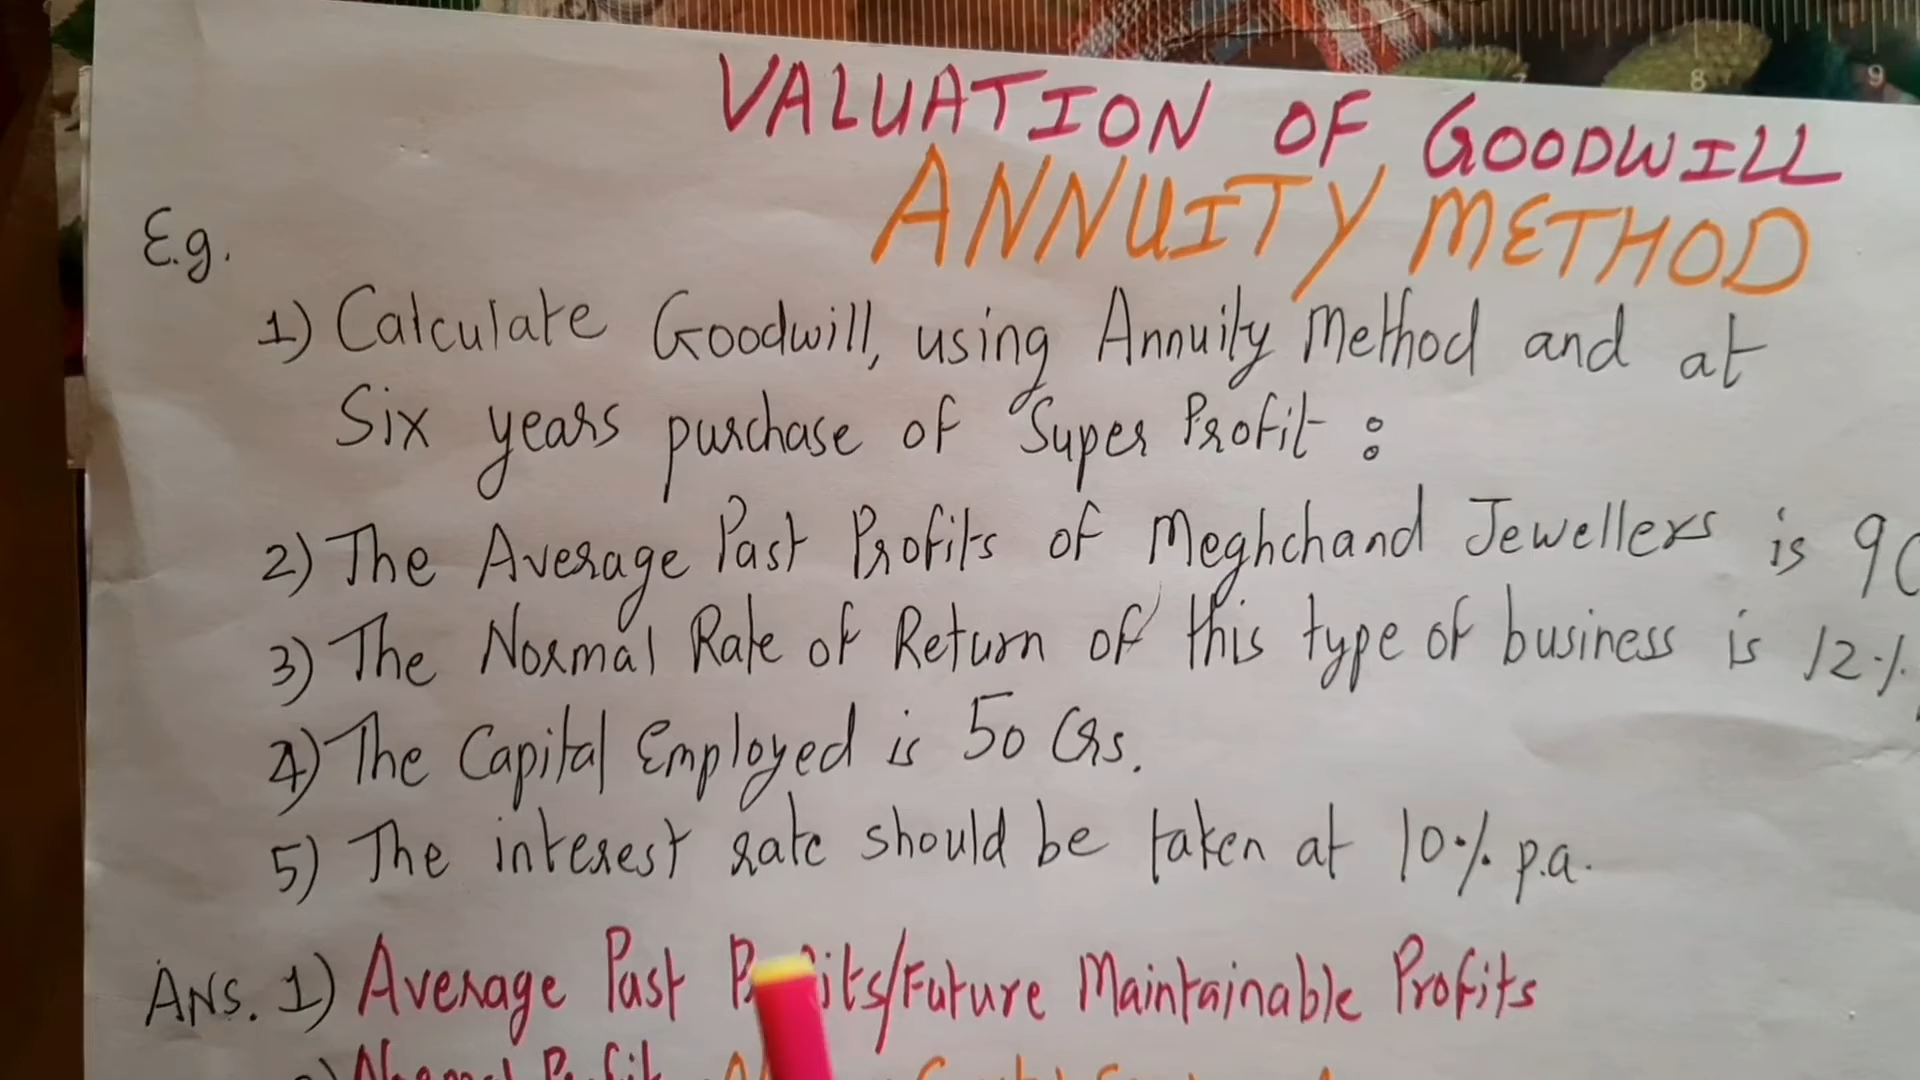 VALUATION OF GOODWILL
ANNUITY METHOD
E.g.
1) Calculate Goodwill, using Annuity Method and at
Six years purchase of Super Profit :
2) The Average Past Profits of Meghchand Jewellers is
3) The Normal Rate of Return of this type of business is 12%
4) The Capital Employed is 50 Crs.
5) The interest rate should be taken at 10% p.a.
ANS. 1) Average Past Profits/Future Maintainable Profits